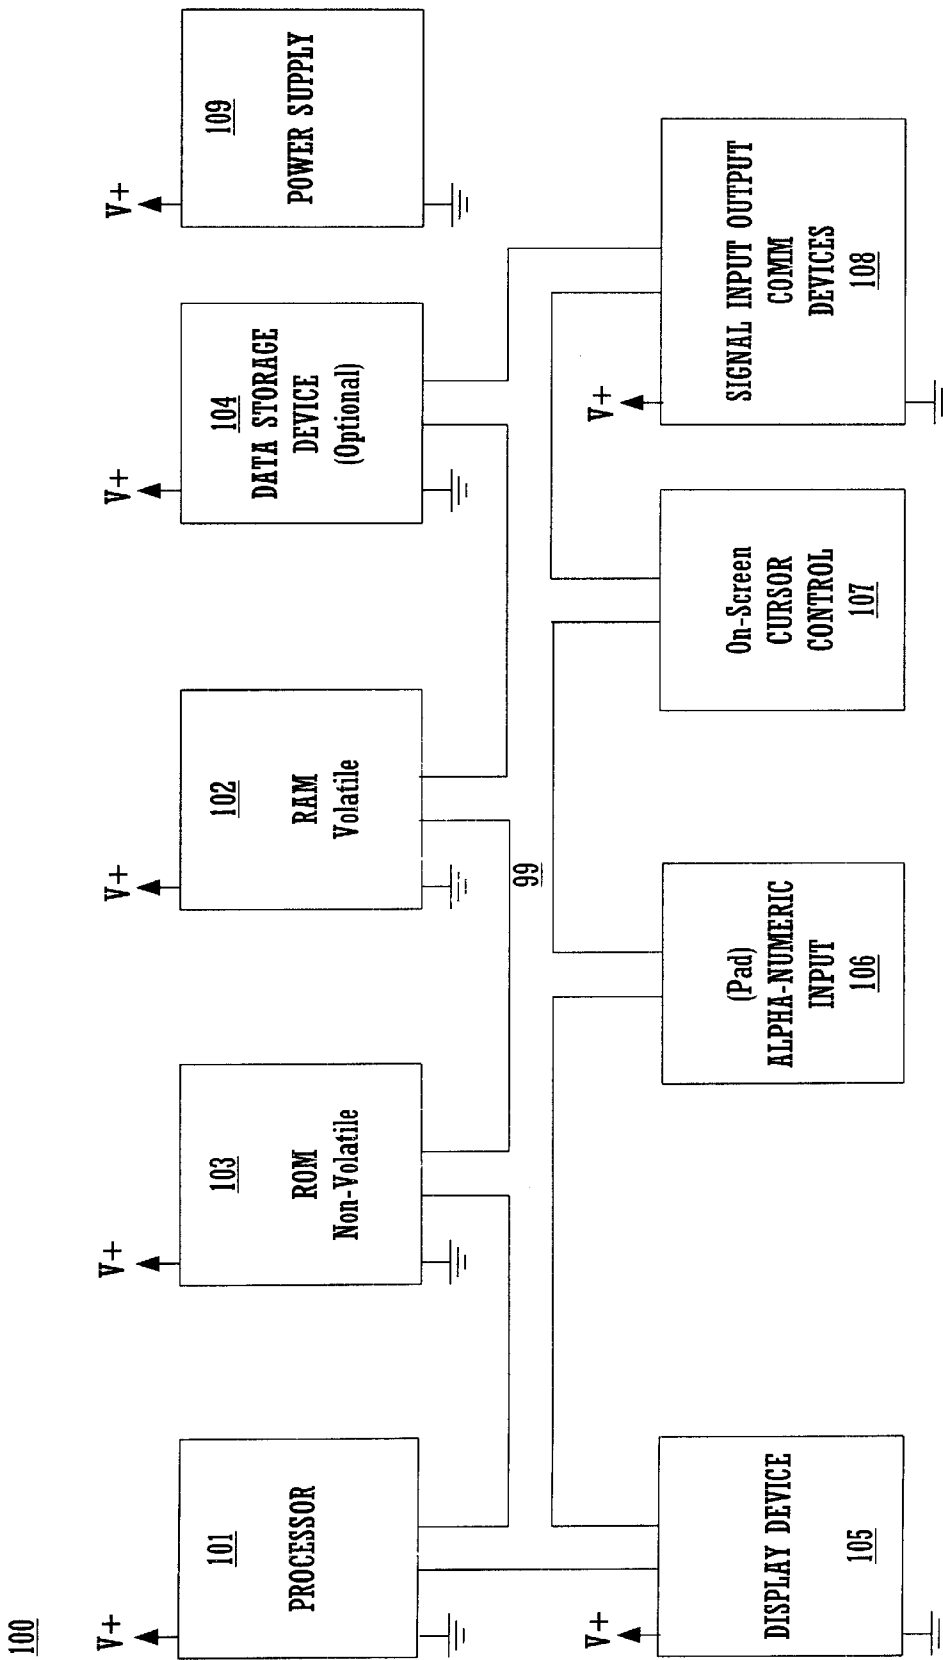 100
V+
101
PROCESSOR
V+
103
ROM
Non-Volatile
V+
102
RAM
Volatile
V+
104
DATA STORAGE
DEVICE
(Optional)
V+
109
POWER SUPPLY
99
V+
DISPLAY DEVICE
105
(Pad)
ALPHA-NUMERIC
INPUT
106
On-Screen
CURSOR
CONTROL
107
V+
SIGNAL INPUT OUTPUT
COMM
DEVICES
108